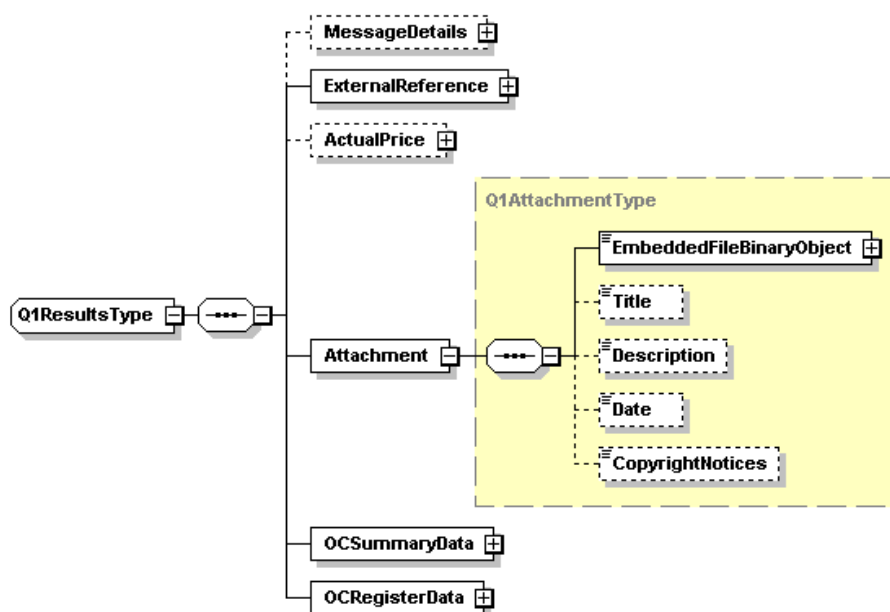 MessageDetails
ExternalReference
ActualPrice
Q1AttachmentType
EmbeddedFileBinaryObject
Title
Q1ResultsType
Attachment
Description
Date
CopyrightNotices
OCSummaryData
OCRegisterData